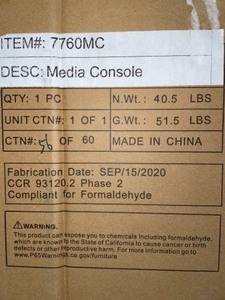 ITEM#: 7760MC
DESC: Media Console
QTY: 1 PC N.Wt.: 40.5 LBS
UNIT CTN#: 1 OF 1 G.Wt.: 51.5 LBS
CTN#: 56 OF 60 MADE IN CHINA
Fabrication Date: SEP/15/2020
CCR 93120.2 Phase 2
Compliant for Formaldehyde
WARNING:
This product can expose you to chemicals including formaldehyde,
which are known to the State of California to cause cancer or birth
defects or other reproductive harm. For more information go to
www.P65Warnings.ca.gov/furniture